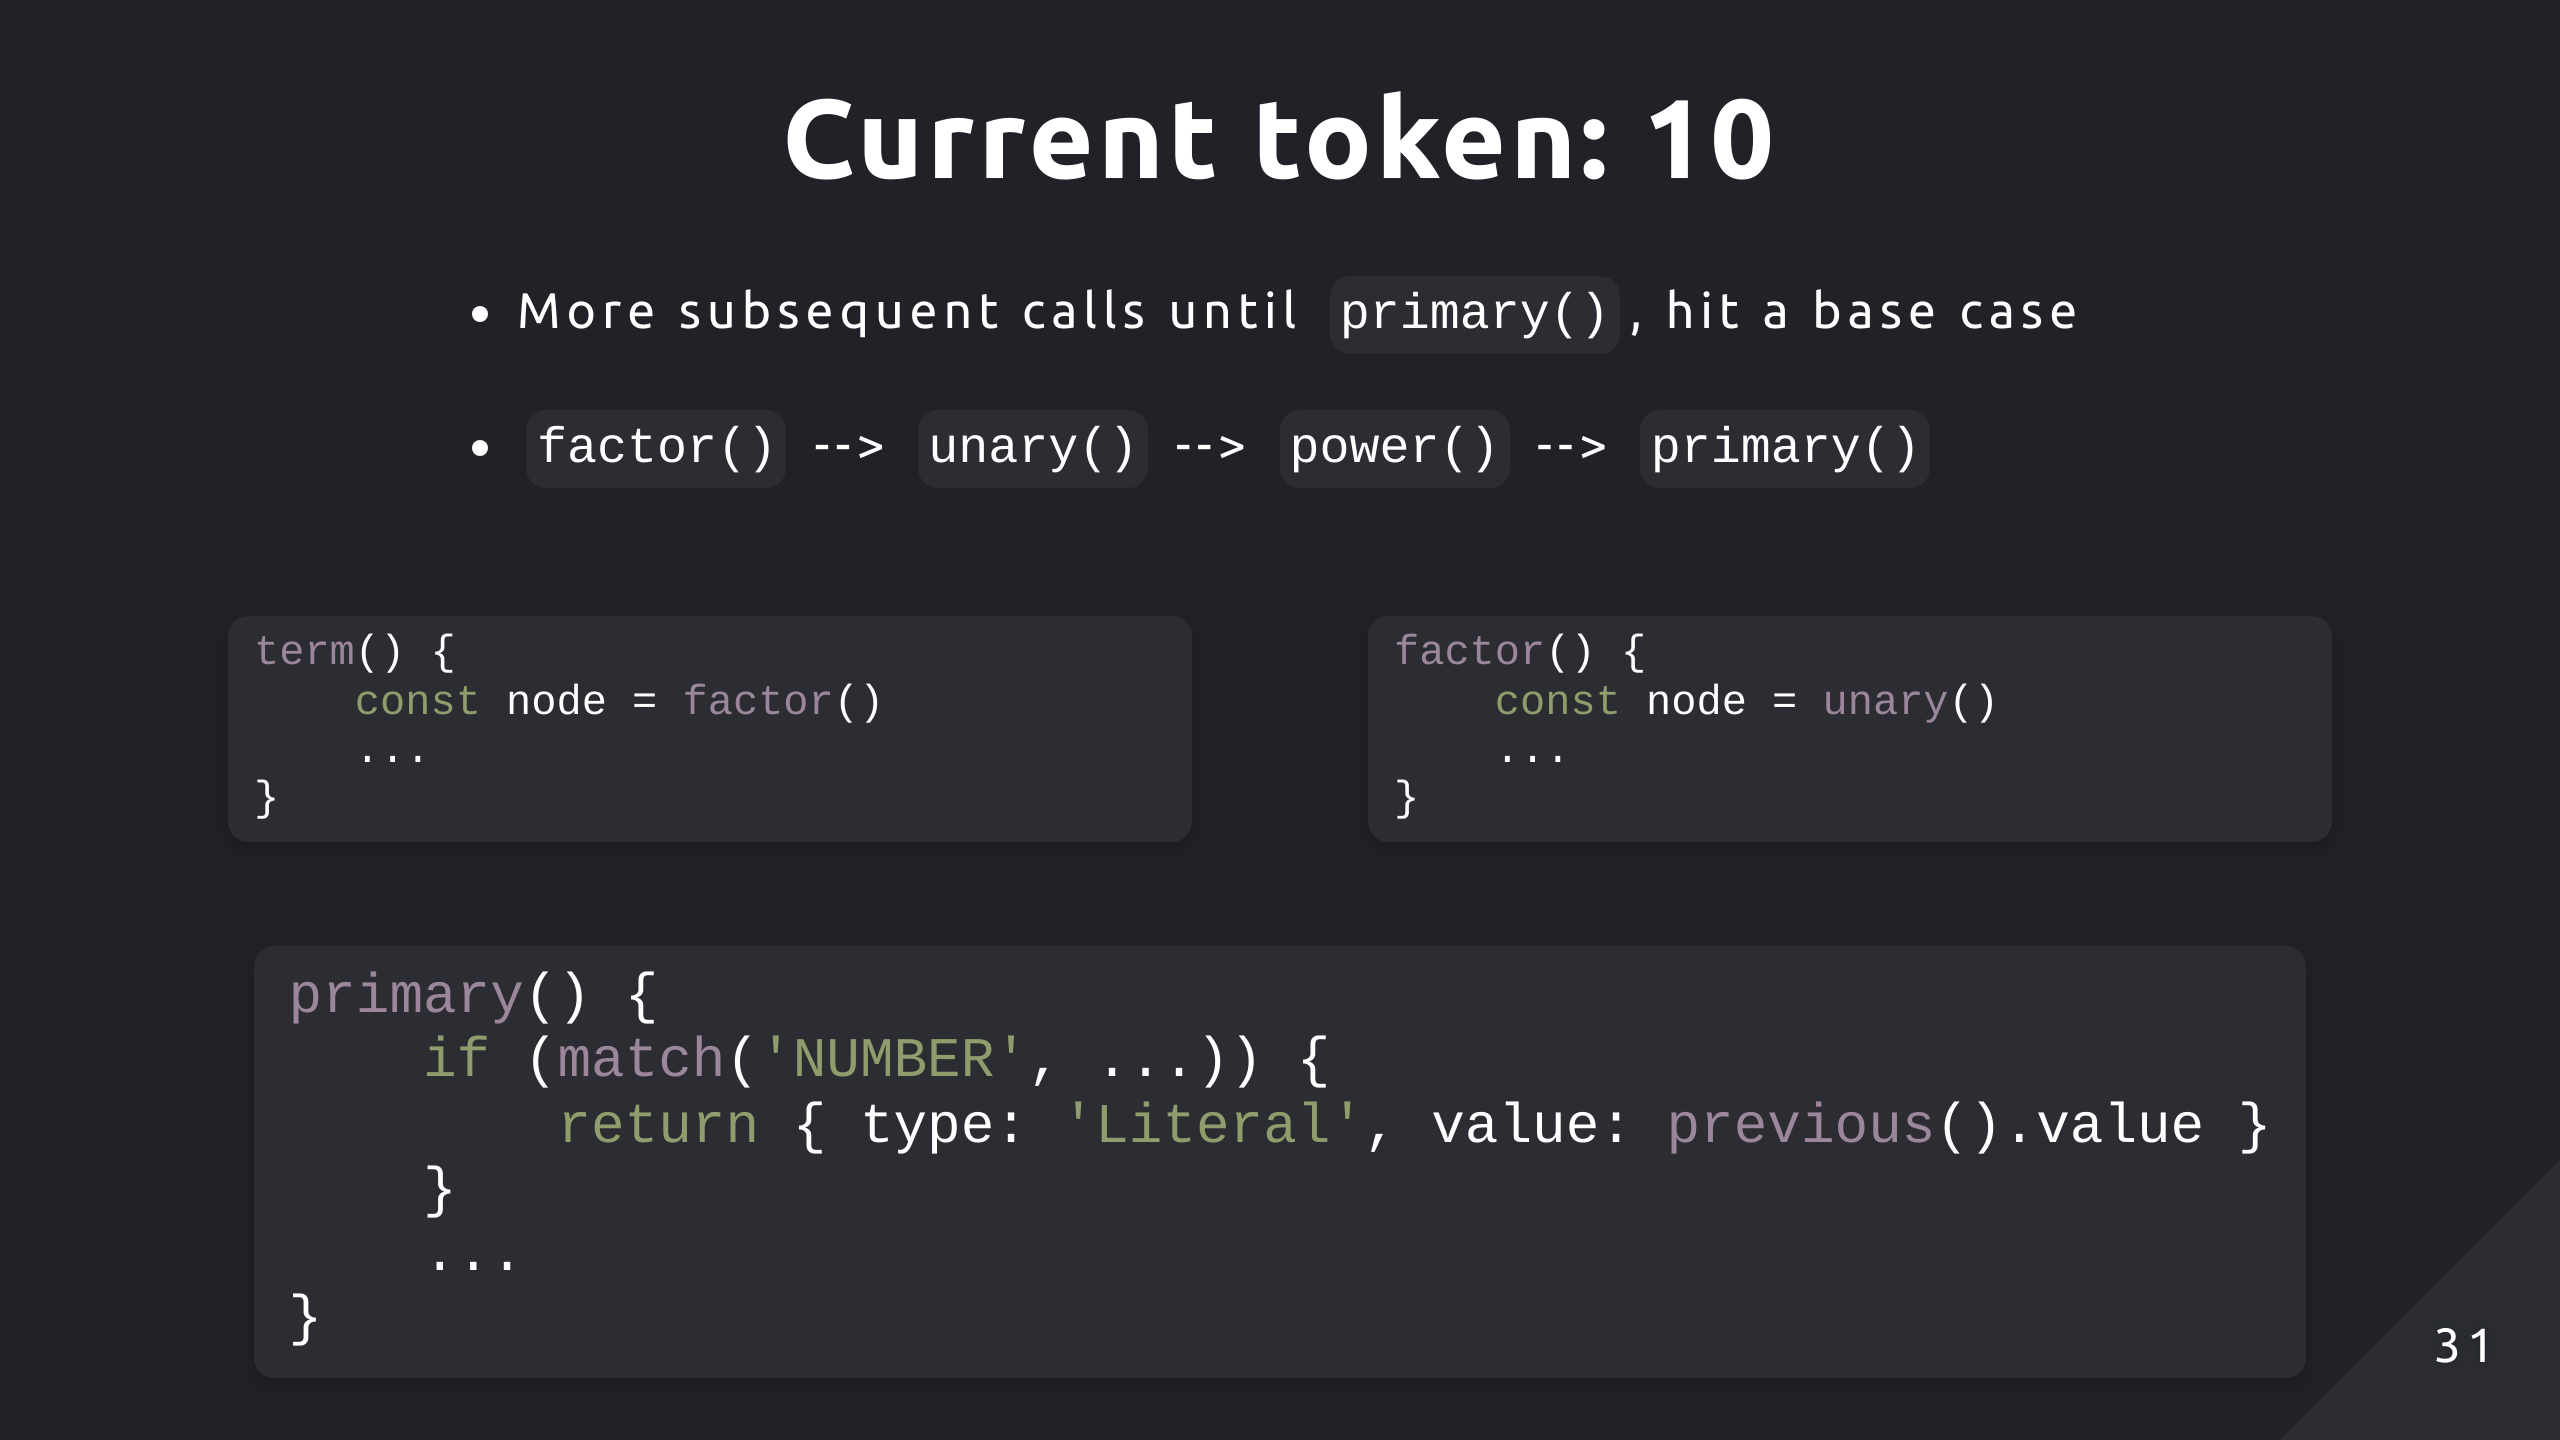 Current token: 10
• More subsequent calls until primary(), hit a base case
• factor() --> unary() --> power() --> primary()
term() {
    const node = factor()
    ...
}
factor() {
    const node = unary()
    ...
}
primary() {
    if (match('NUMBER', ...)) {
        return { type: 'Literal', value: previous().value }
    }
    ...
}
31